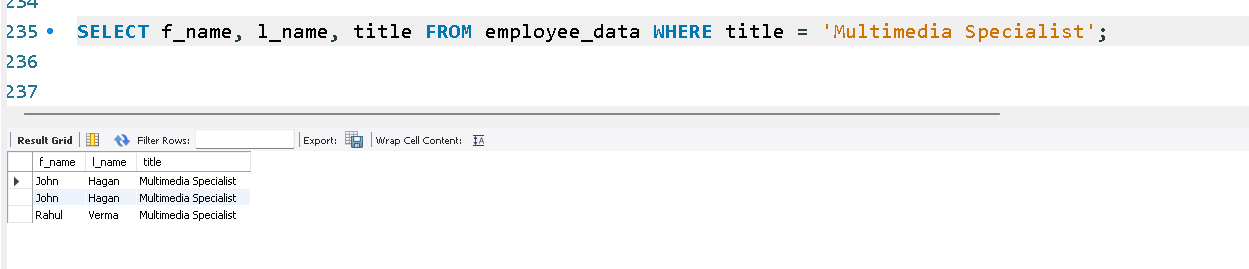 234
235 SELECT f_name, l_name, title FROM employee_data WHERE title = 'Multimedia Specialist';
236
237
Result Grid Filter Rows: Export: Wrap Cell Content: IA
f_name l_name title
John Hagan Multimedia Specialist
John Hagan Multimedia Specialist
Rahul Verma Multimedia Specialist